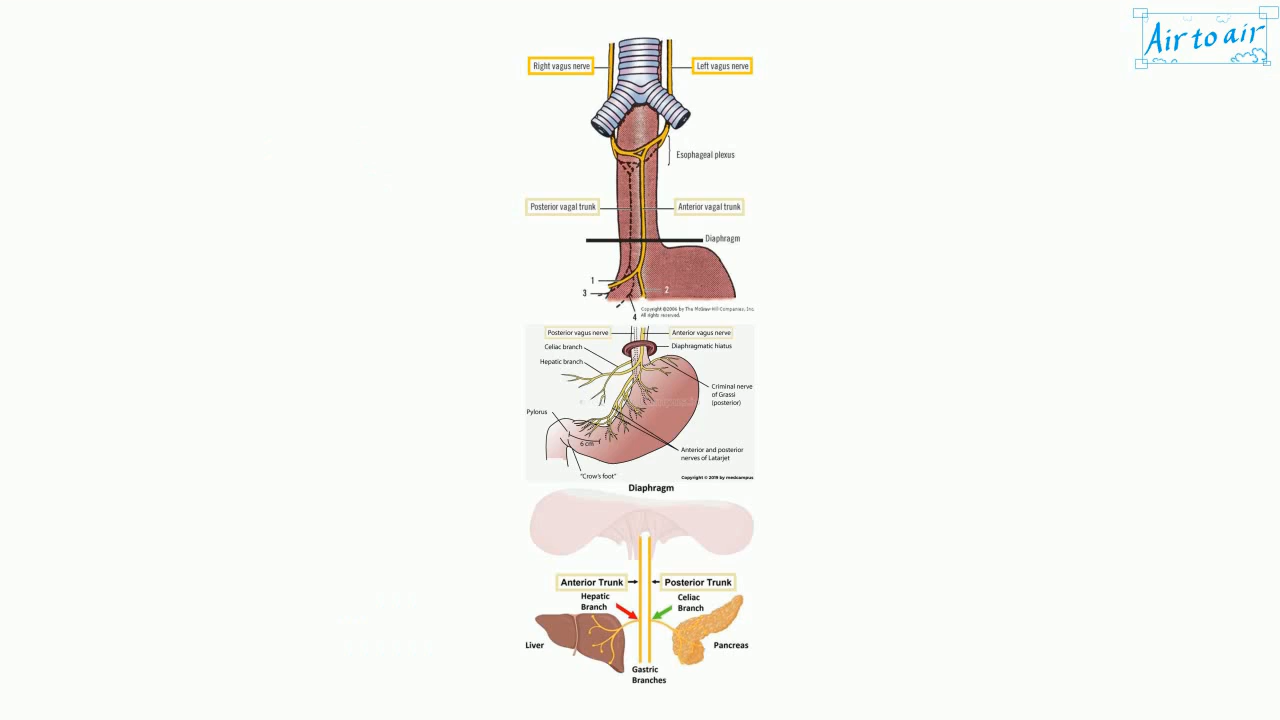 Air to air
Right vagus nerve
Left vagus nerve
Esophageal plexus
Posterior vagal trunk
Anterior vagal trunk
Diaphragm
1
2
3
4
Copyright ©2006 by The McGraw-Hill Companies, Inc.
All rights reserved.
Posterior vagus nerve
Anterior vagus nerve
Celiac branch
Diaphragmatic hiatus
Hepatic branch
Criminal nerve
of Grassi
(posterior)
Pylorus
6 cm
Anterior and posterior
nerves of Latarjet
"Crow's foot"
Copyright © 2019 by medcampus
Diaphragm
Anterior Trunk
Posterior Trunk
Hepatic
Branch
Celiac
Branch
Liver
Pancreas
Gastric
Branches